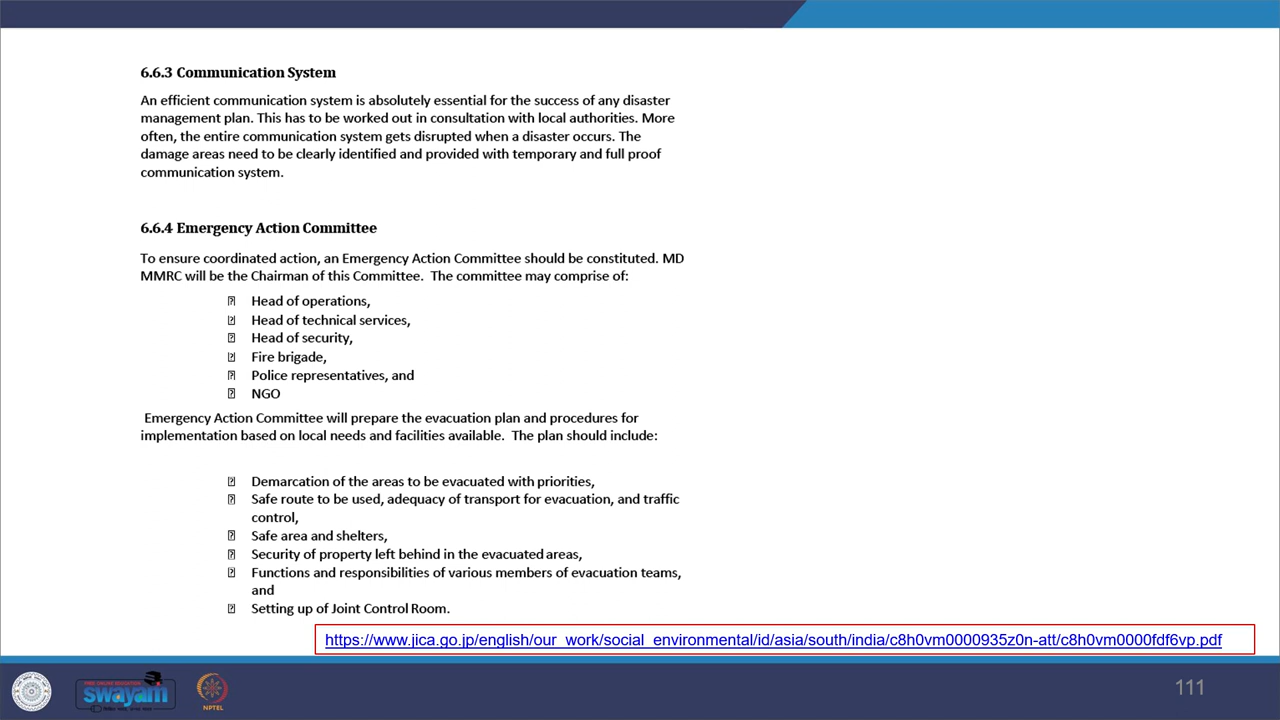 6.6.3 Communication System
An efficient communication system is absolutely essential for the success of any disaster
management plan. This has to be worked out in consultation with local authorities. More
often, the entire communication system gets disrupted when a disaster occurs. The
damage areas need to be clearly identified and provided with temporary and full proof
communication system.
6.6.4 Emergency Action Committee
To ensure coordinated action, an Emergency Action Committee should be constituted. MD
MMRC will be the Chairman of this Committee. The committee may comprise of:
Head of operations,
Head of technical services,
Head of security,
Fire brigade,
Police representatives, and
NGO
Emergency Action Committee will prepare the evacuation plan and procedures for
implementation based on local needs and facilities available. The plan should include:
Demarcation of the areas to be evacuated with priorities,
Safe route to be used, adequacy of transport for evacuation, and traffic
control,
Safe area and shelters,
Security of property left behind in the evacuated areas,
Functions and responsibilities of various members of evacuation teams,
and
Setting up of Joint Control Room.
https://www.jica.go.jp/english/our_work/social_environmental/id/asia/south/india/c8h0vm0000935z0n-att/c8h0vm0000fdf6vp.pdf
swayam
NPTEL
111